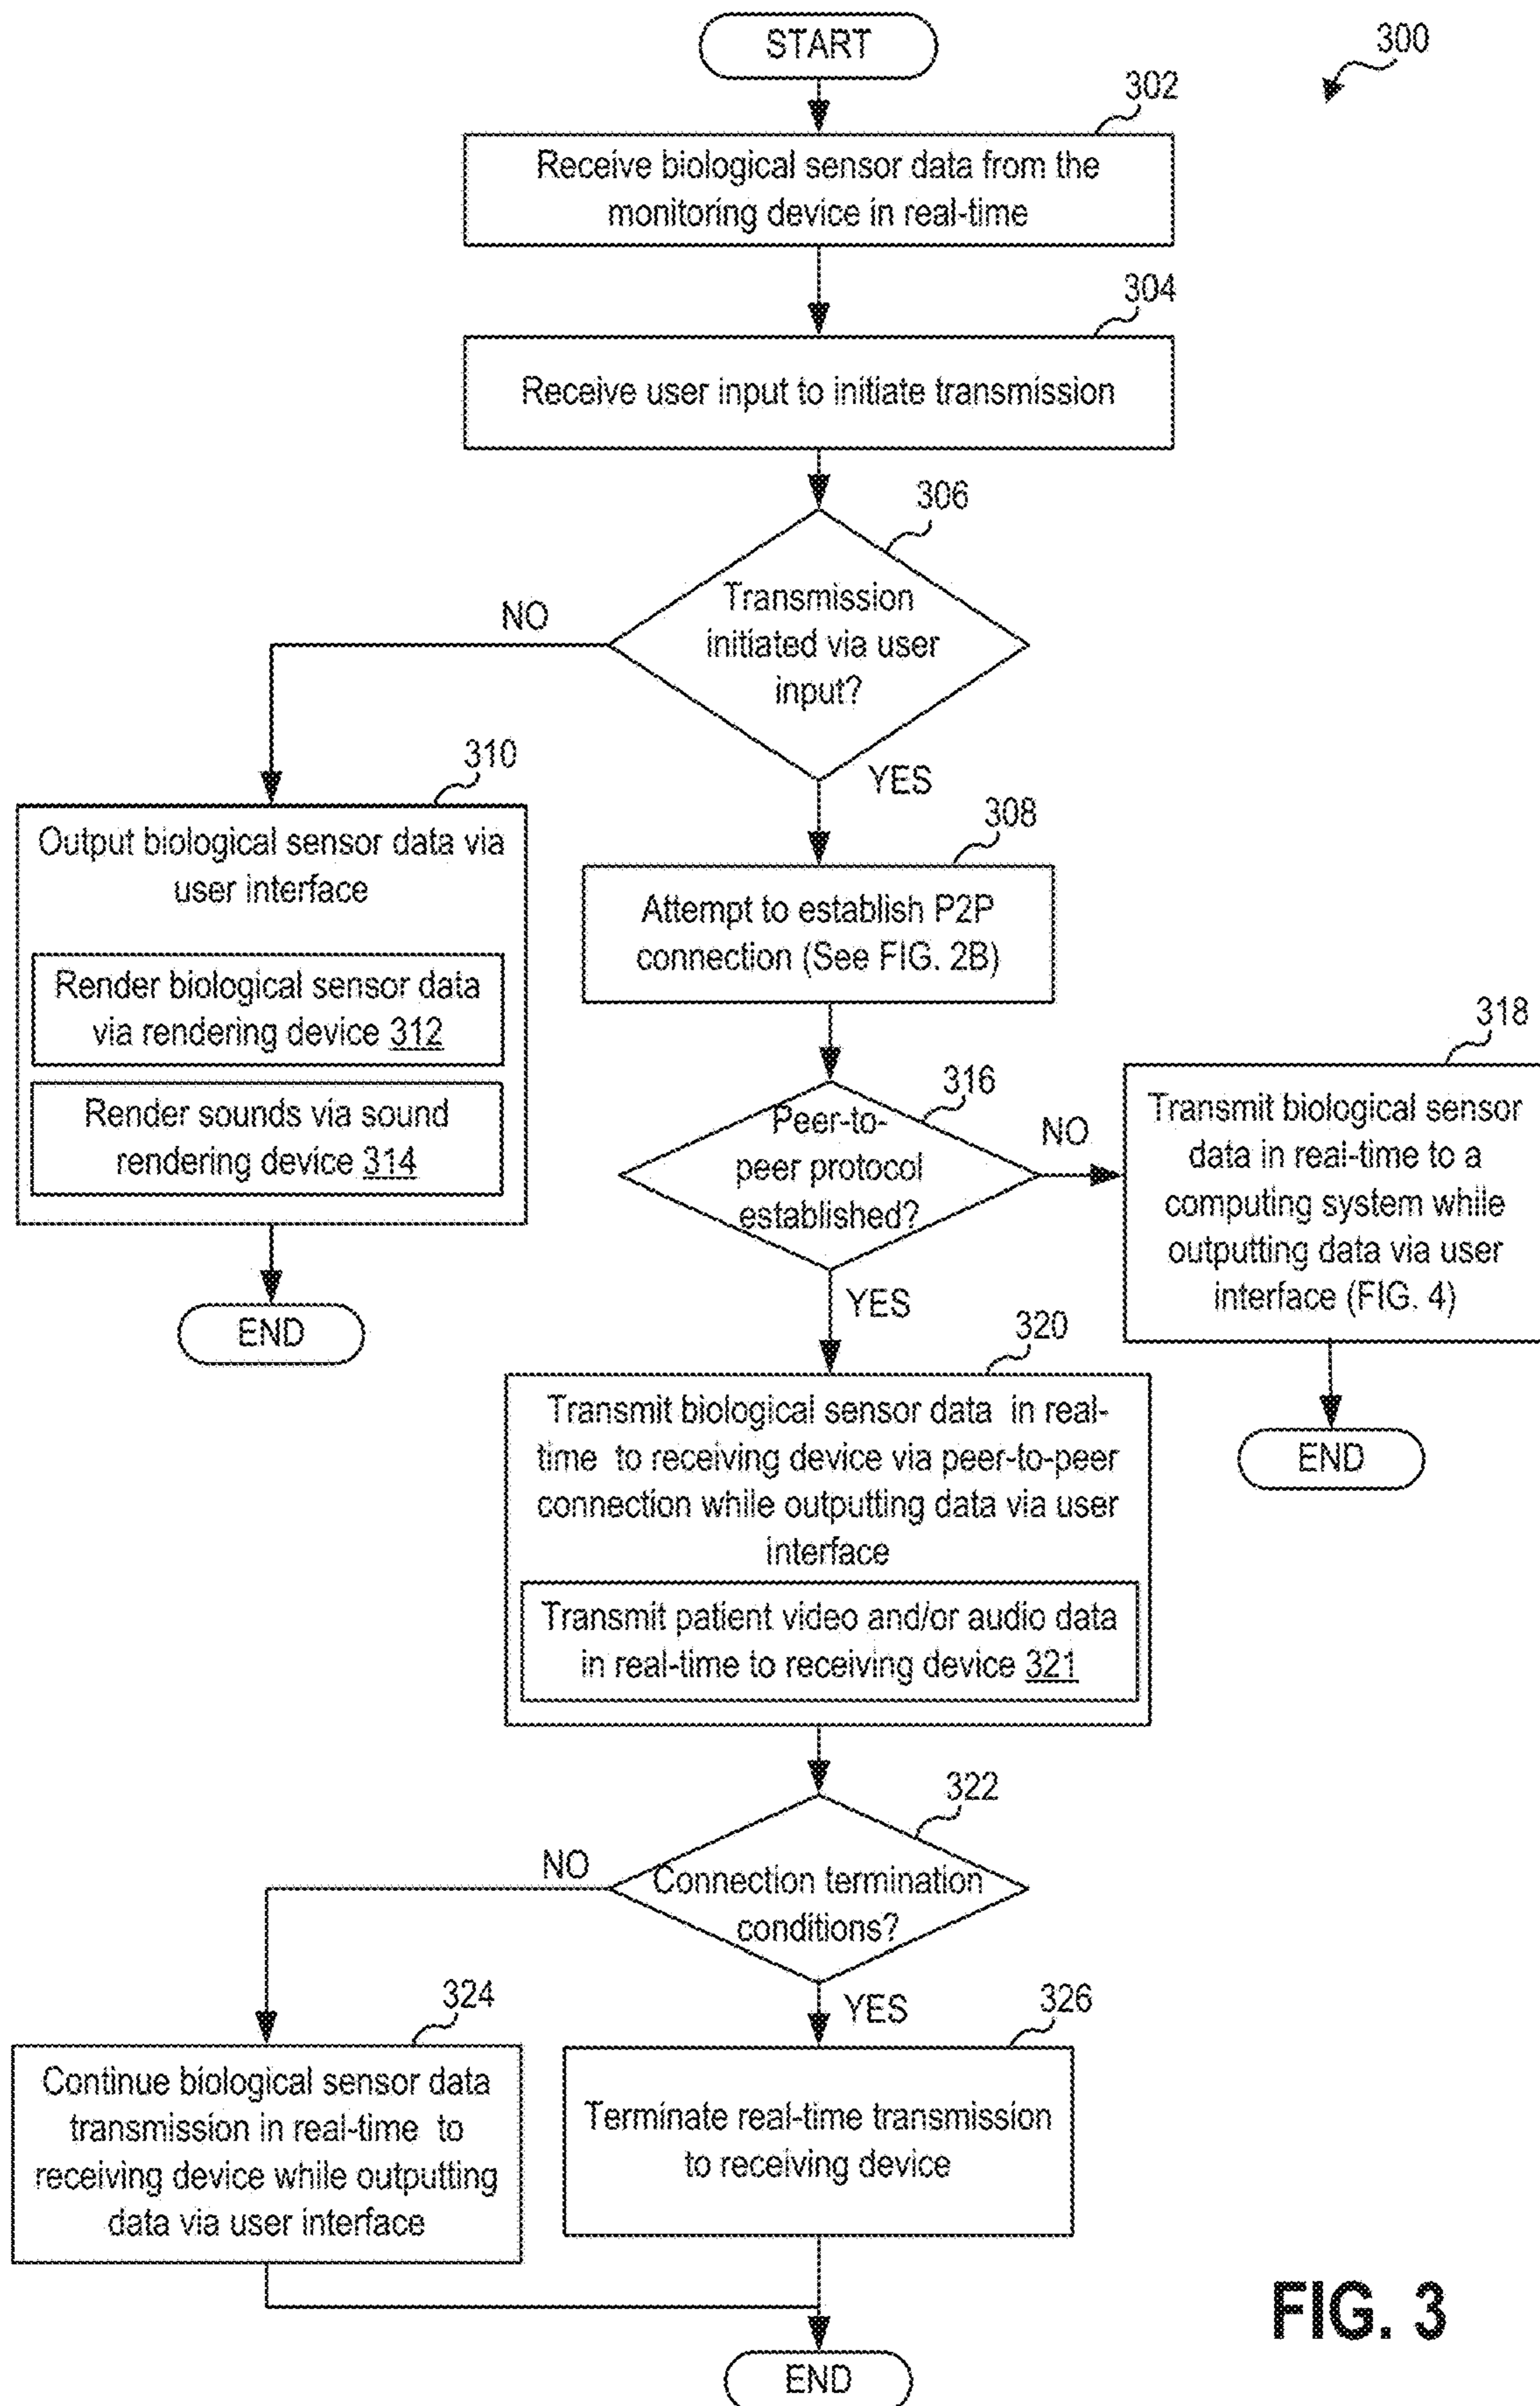 START
300
302
Receive biological sensor data from the
monitoring device in real-time
304
Receive user input to initiate transmission
306
Transmission
initiated via user
input?
NO
YES
310
Output biological sensor data via
user interface
Render biological sensor data
via rendering device 312
Render sounds via sound
rendering device 314
END
308
Attempt to establish P2P
connection (See FIG. 2B)
316
Peer-to-
peer protocol
established?
NO
YES
318
Transmit biological sensor
data in real-time to a
computing system while
outputting data via user
interface (FIG. 4)
END
320
Transmit biological sensor data in real-
time to receiving device via peer-to-peer
connection while outputting data via user
interface
Transmit patient video and/or audio data
in real-time to receiving device 321
322
Connection termination
conditions?
NO
YES
324
Continue biological sensor data
transmission in real-time to
receiving device while outputting
data via user interface
326
Terminate real-time transmission
to receiving device
END
FIG. 3